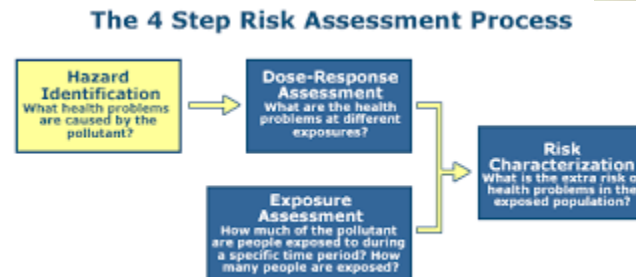 The 4 Step Risk Assessment Process
Hazard
Identification
What health problems
are caused by the
pollutant?
Dose-Response
Assessment
What are the health
problems at different
exposures?
Exposure
Assessment
How much of the pollutant
are people exposed to during
a specific time period? How
many people are exposed?
Risk
Characterization
What is the extra risk o
health problems in the
exposed population?